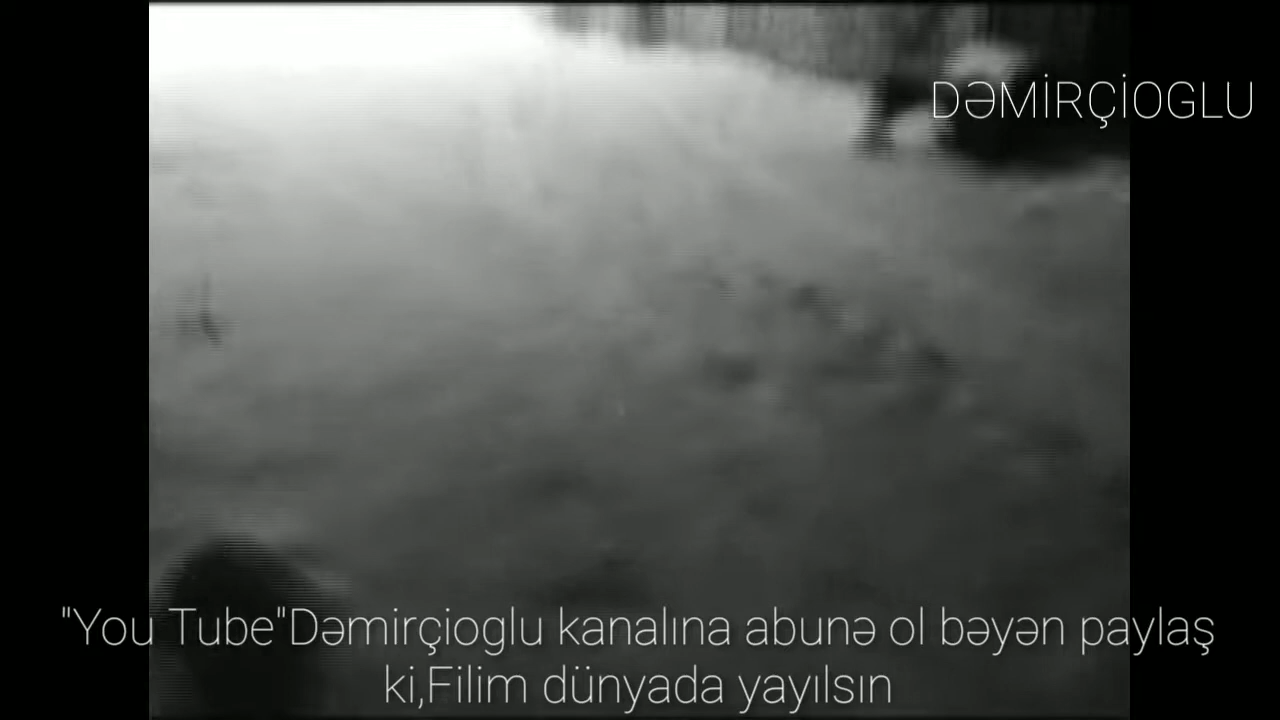 DƏMİRÇİOGLU
"You Tube"Dəmirçioglu kanalına abunə ol bəyən paylaş
ki,Filim dünyada yayılsın